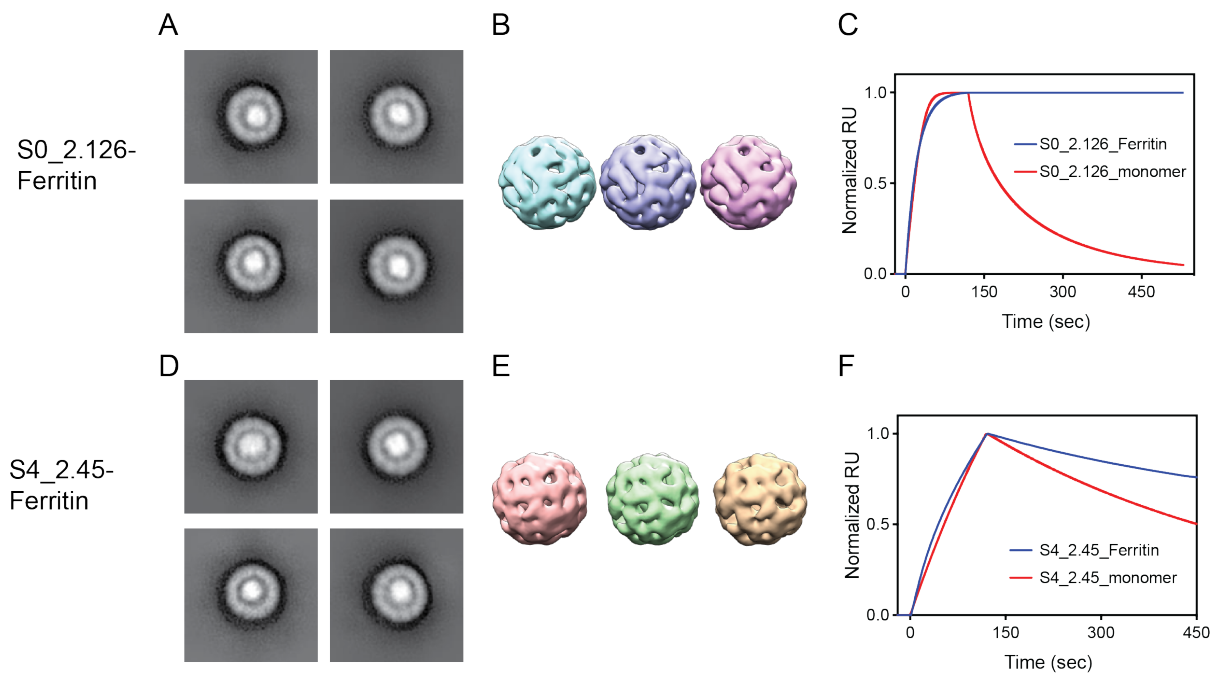 A
B
C
S0_2.126-
Ferritin
Normalized RU
1.0
0.5
0.0
S0_2.126_Ferritin
S0_2.126_monomer
0
150
300
450
Time (sec)
D
E
F
S4_2.45-
Ferritin
Normalized RU
1.0
0.5
0.0
S4_2.45_Ferritin
S4_2.45_monomer
0
150
300
450
Time (sec)